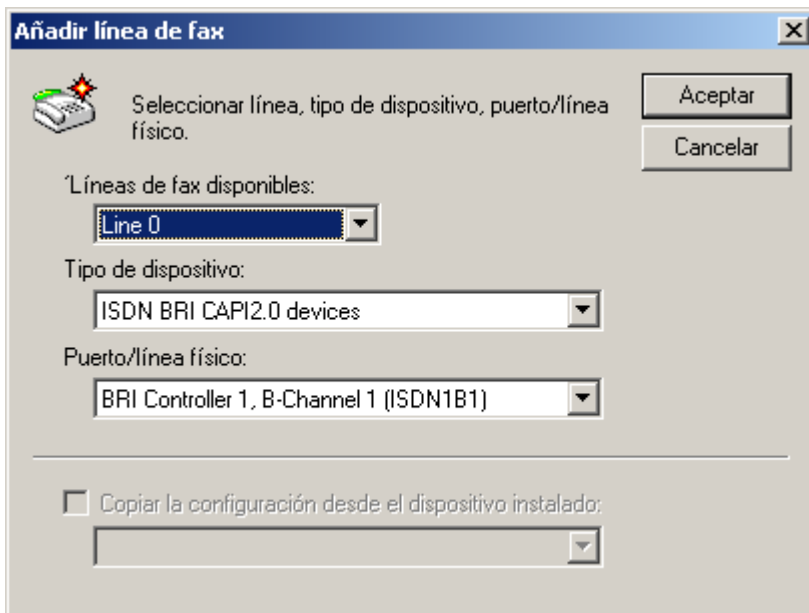 Añadir línea de fax
Seleccionar línea, tipo de dispositivo, puerto/línea
físico.
Aceptar
Cancelar
´Líneas de fax disponibles:
Line 0
Tipo de dispositivo:
ISDN BRI CAPI2.0 devices
Puerto/línea físico:
BRI Controller 1, B-Channel 1 (ISDN1B1)
Copiar la configuración desde el dispositivo instalado: